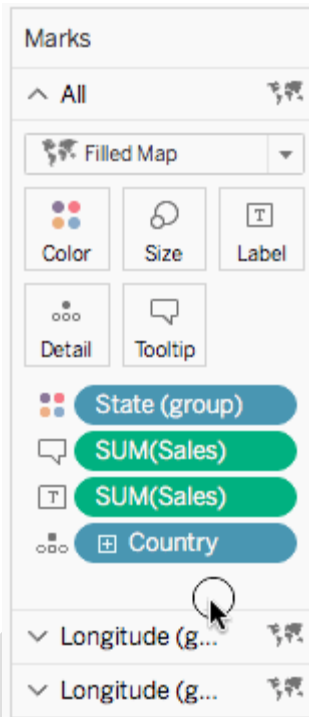 Marks
All
Filled Map
Color Size Label
T
Detail Tooltip
State (group)
SUM(Sales)
T SUM(Sales)
Country
Longitude (g...
Longitude (g...